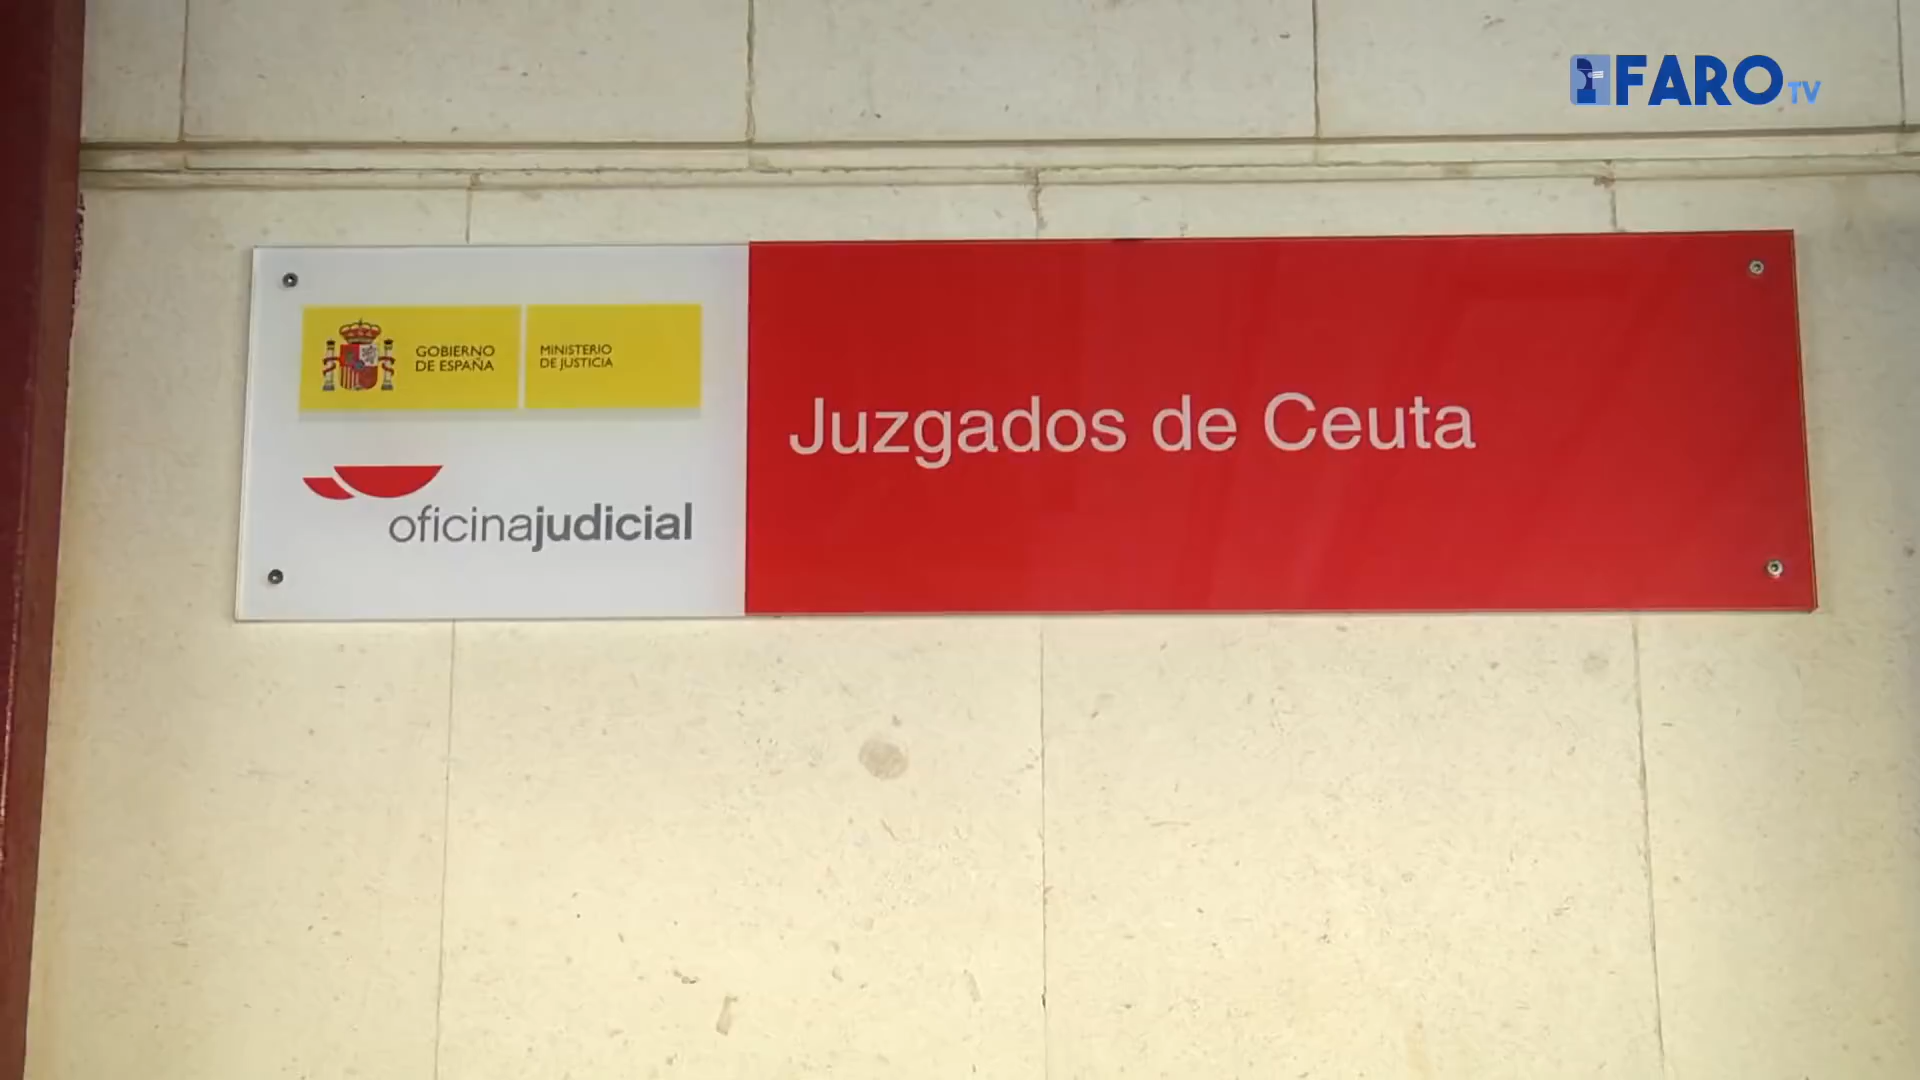 FARO TV
GOBIERNO
DE ESPAÑA
MINISTERIO
DE JUSTICIA
oficinajudicial
Juzgados de Ceuta